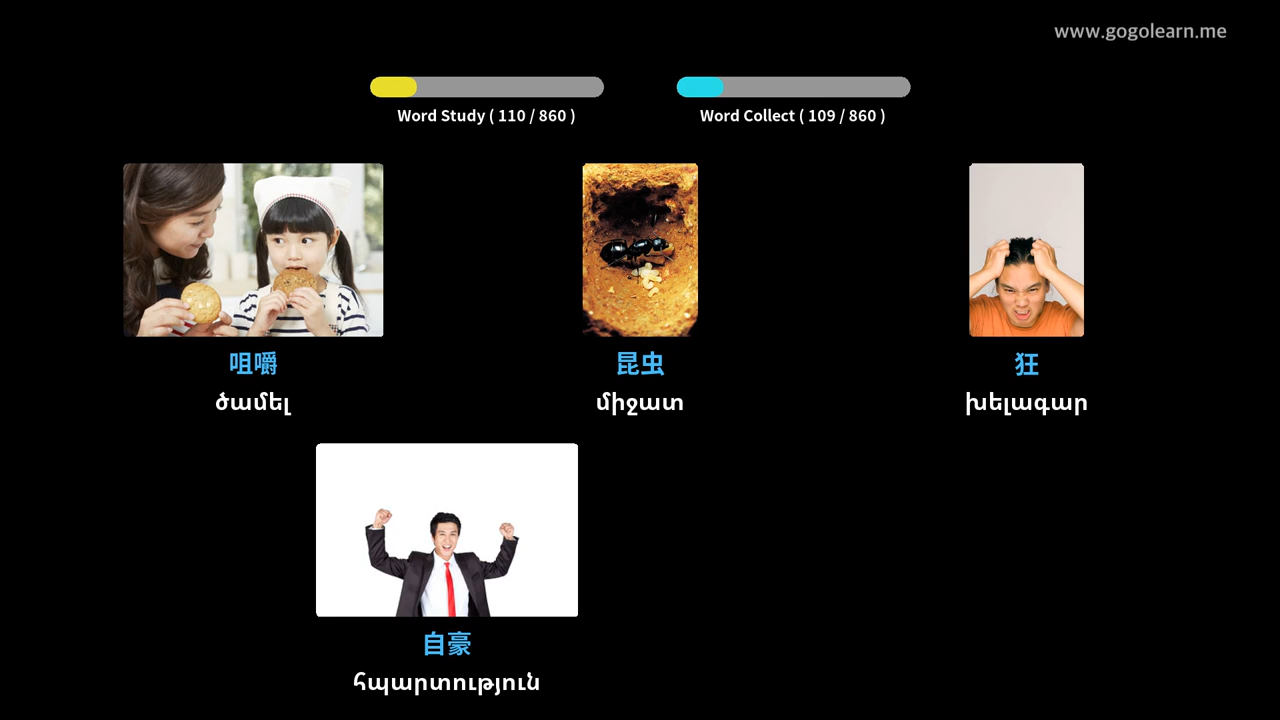 www.gogolearn.me
Word Study ( 110 / 860 )
Word Collect ( 109 / 860 )
咀嚼
ծամել
昆虫
միջատ
狂
խելագար
自豪
հպարտություն